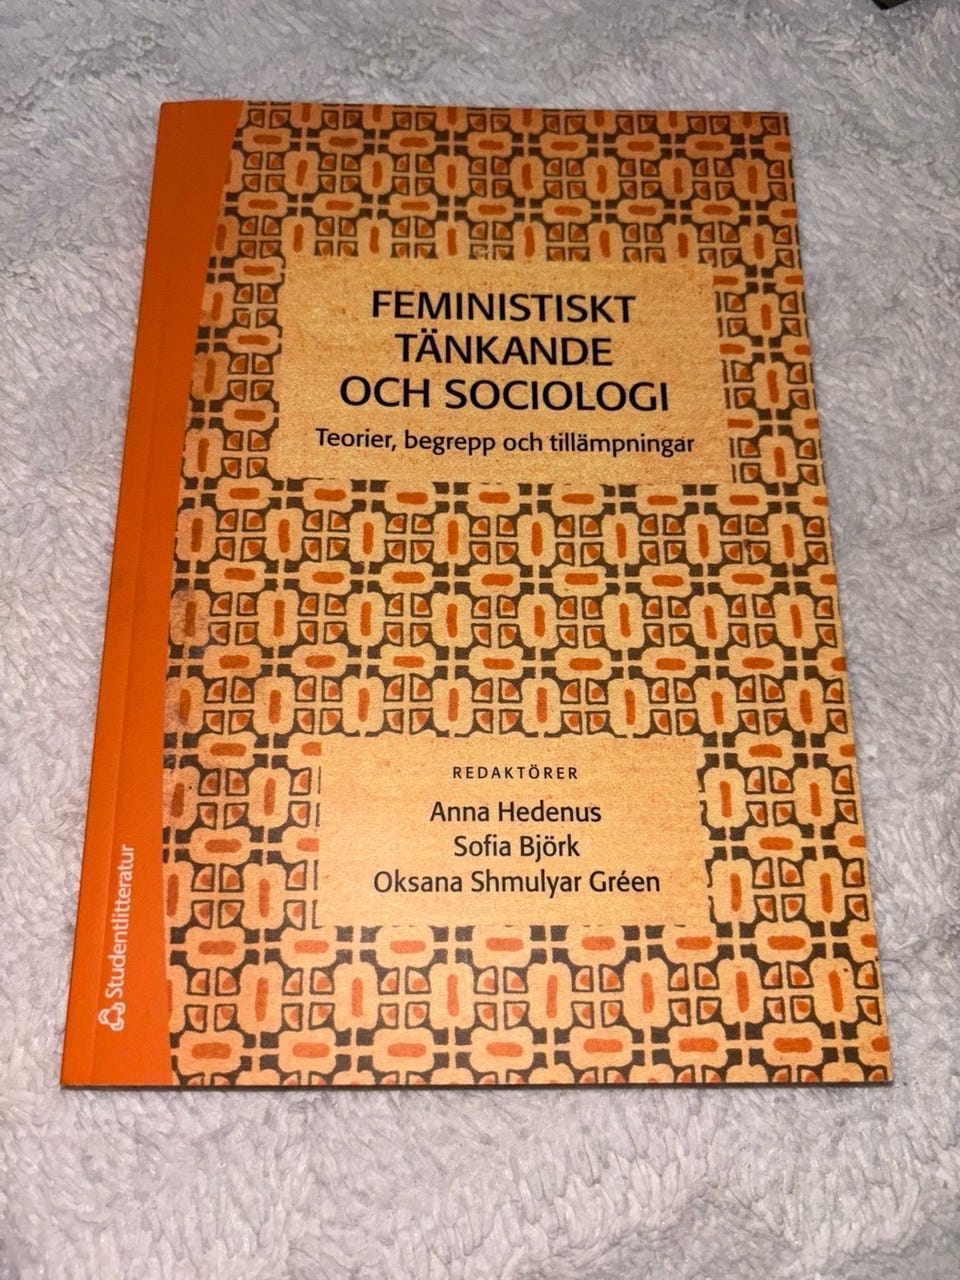 FEMINISTISKT
TÄNKANDE
OCH SOCIOLOGI
Teorier, begrepp och tillämpningar
REDAKTÖRER
Anna Hedenus
Sofia Björk
Oksana Shmulyar Gréen
Studentlitteratur